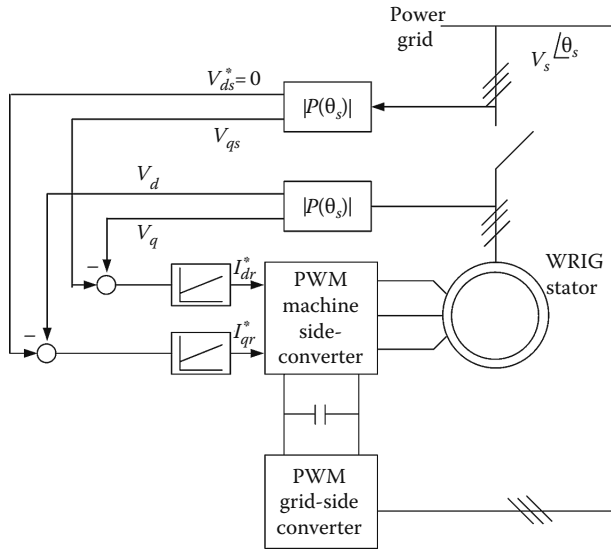 Power
grid
V_s ∠θ_s
V*_ds = 0
|P(θ_s)|
V_qs
V_d
|P(θ_s)|
V_q
WRIG
stator
−
I*_dr
PWM
machine
side-
converter
−
I*_qr
PWM
grid-side
converter